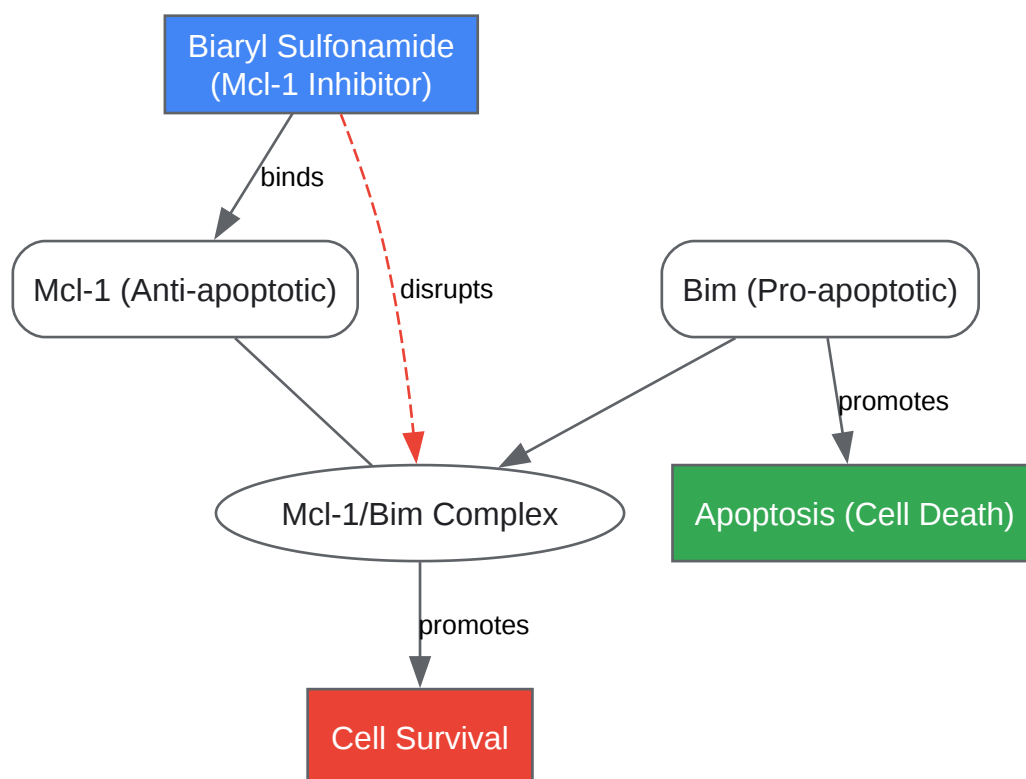 Biaryl Sulfonamide
(Mcl-1 Inhibitor)
binds
Mcl-1 (Anti-apoptotic)
disrupts
Bim (Pro-apoptotic)
promotes
Mcl-1/Bim Complex
Apoptosis (Cell Death)
promotes
Cell Survival